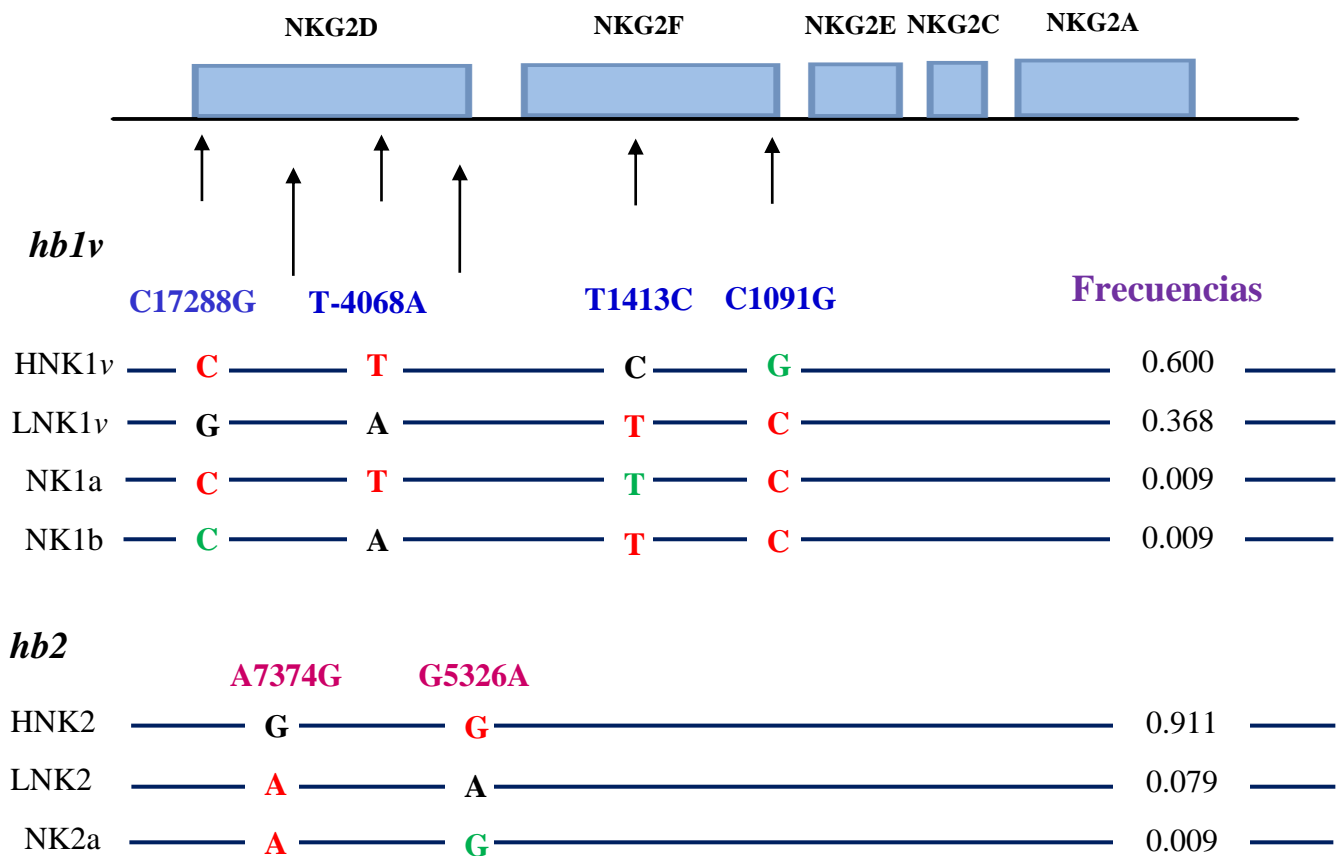 NKG2D NKG2F NKG2E NKG2C NKG2A
hb1v
C17288G T-4068A T1413C C1091G Frecuencias
HNK1v C T C G 0.600
LNK1v G A T C 0.368
NK1a C T T C 0.009
NK1b C A T C 0.009
hb2
A7374G G5326A
HNK2 G G 0.911
LNK2 A A 0.079
NK2a A G 0.009